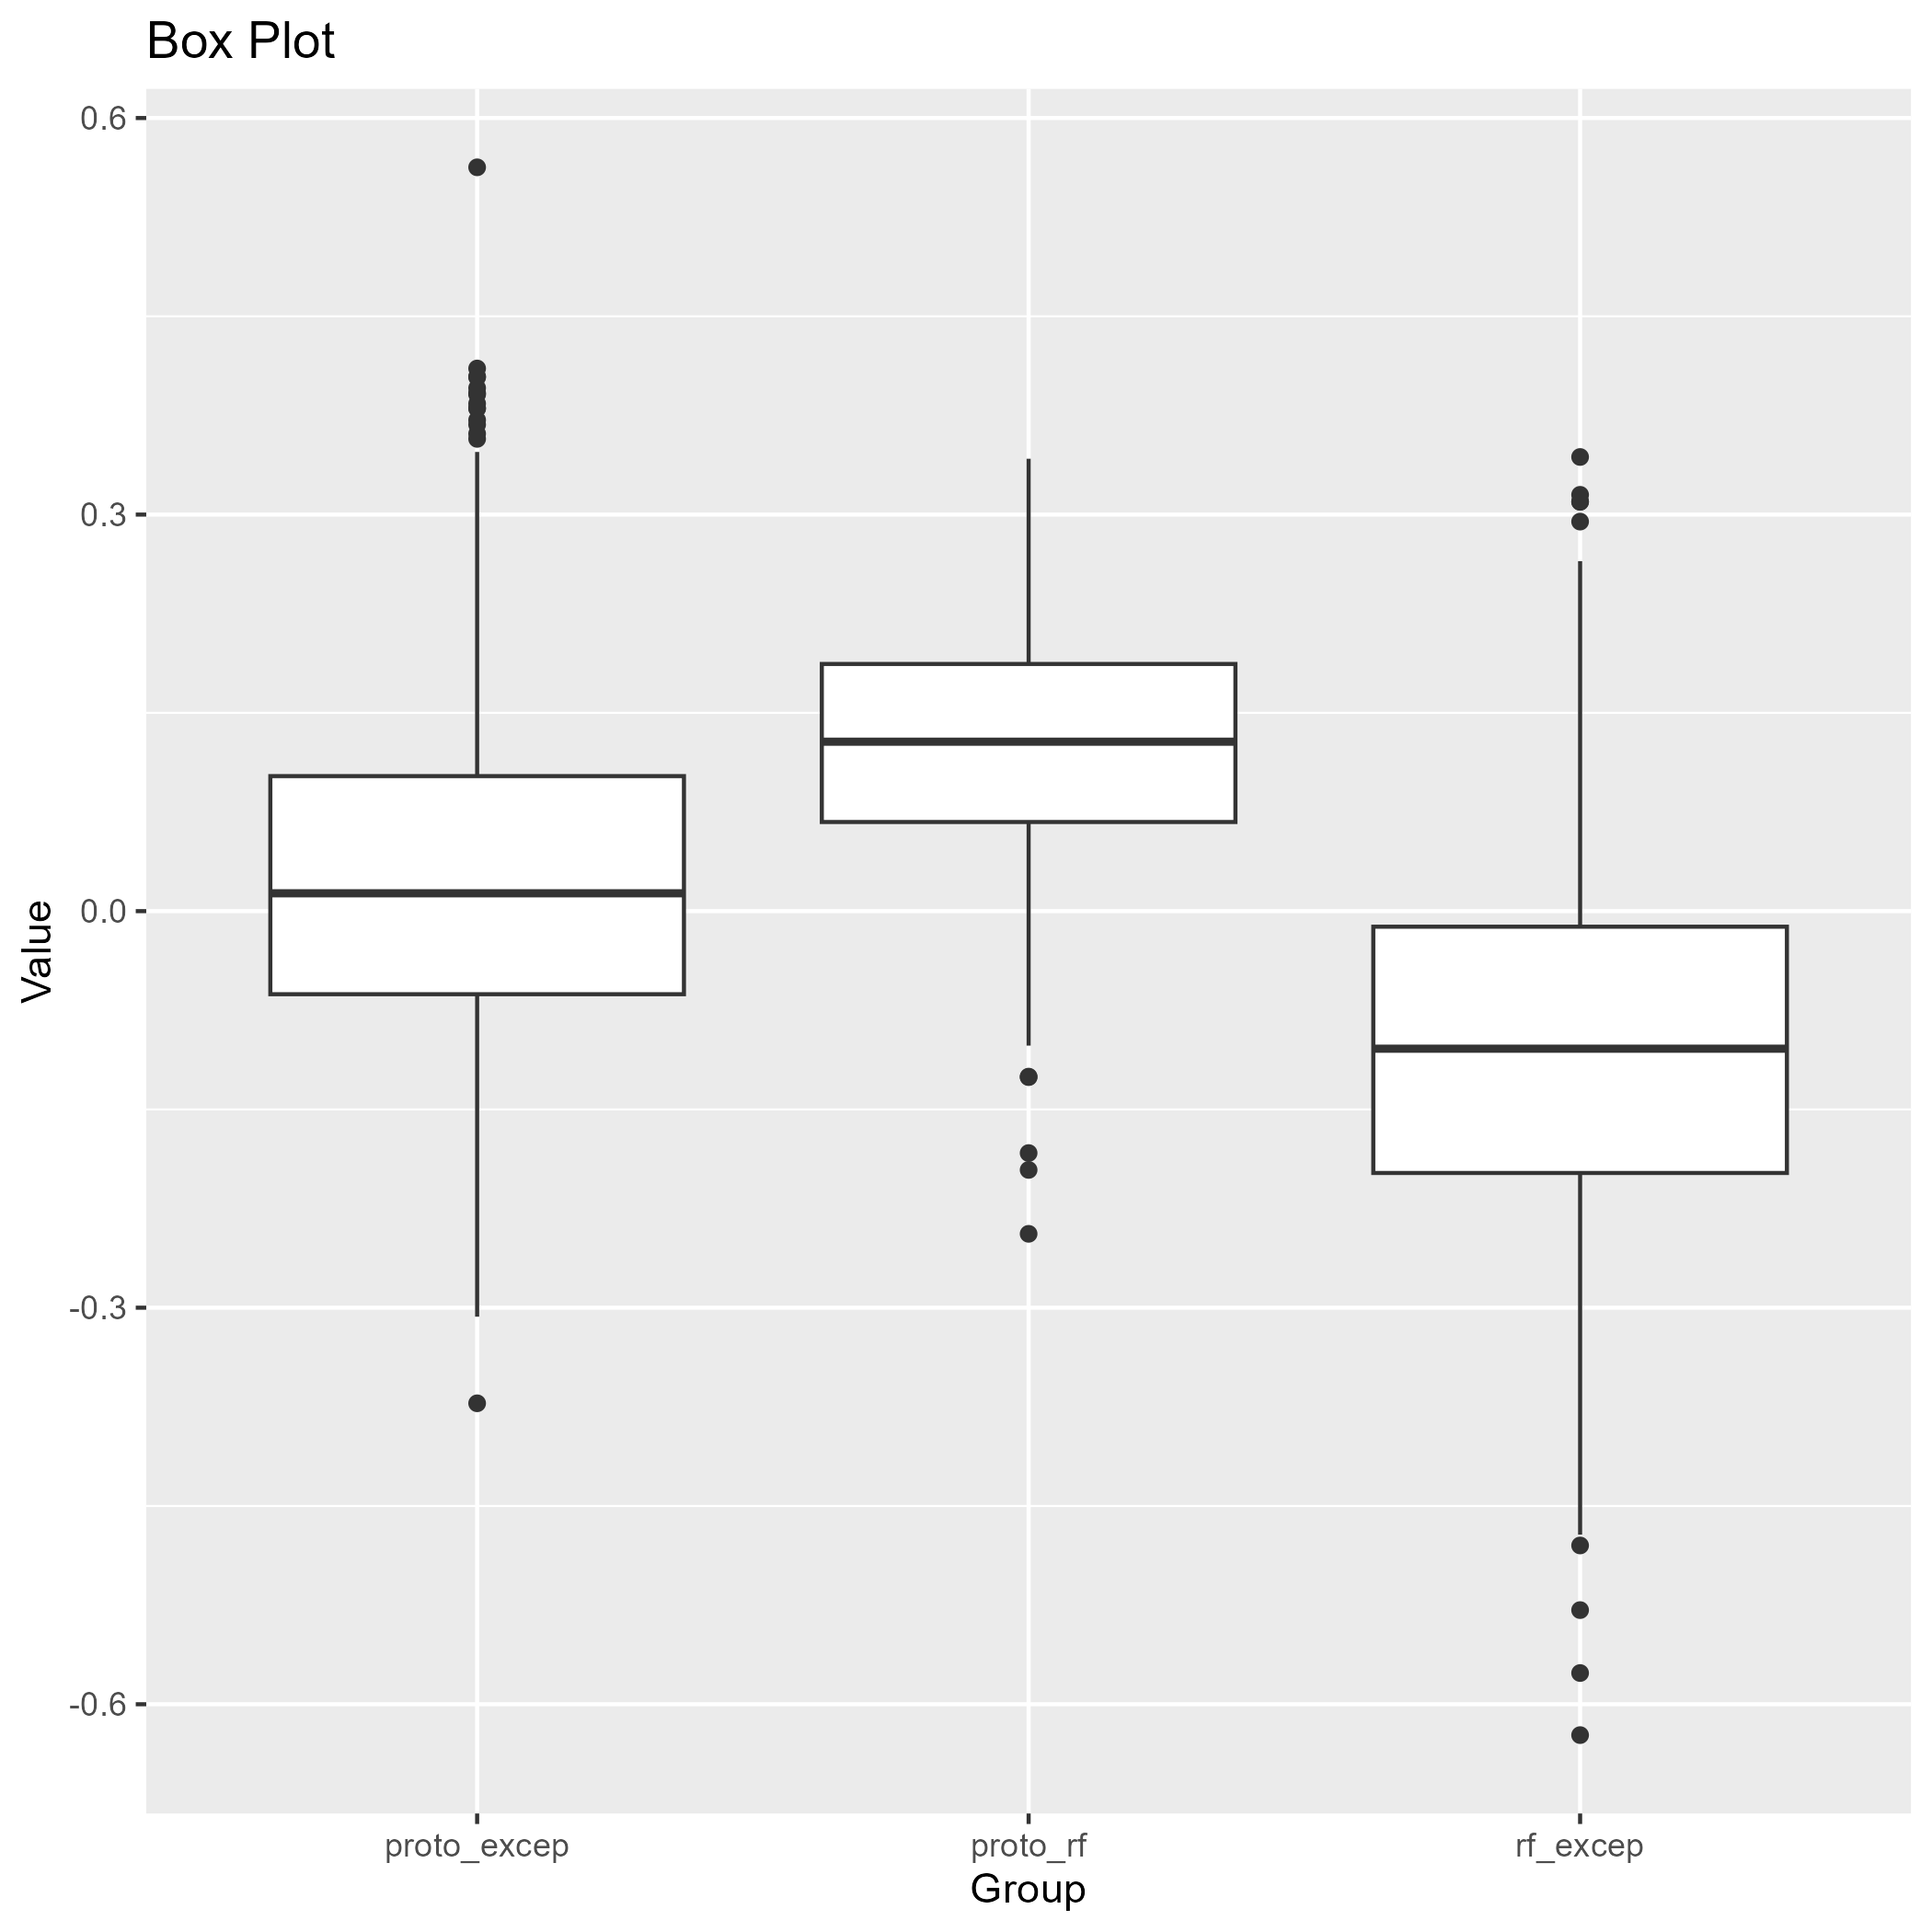 Box Plot
0.6
0.3
0.0
-0.3
-0.6
Value
proto_excep
proto_rf
rf_excep
Group